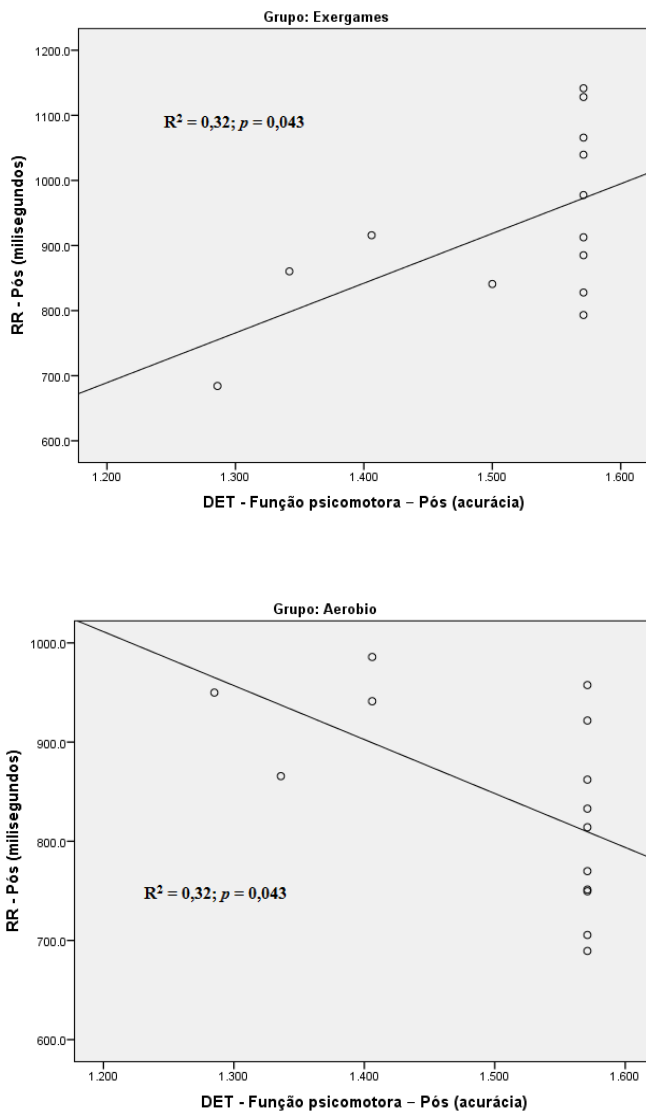 Grupo: Exergames
1200.0
1100.0
1000.0
900.0
800.0
700.0
600.0
R² = 0,32; p = 0,043
RR - Pós (milisegundos)
1.200 1.300 1.400 1.500 1.600
DET - Função psicomotora – Pós (acurácia)
Grupo: Aerobio
1000.0
900.0
800.0
700.0
600.0
R² = 0,32; p = 0,043
RR - Pós (milisegundos)
1.200 1.300 1.400 1.500 1.600
DET - Função psicomotora – Pós (acurácia)